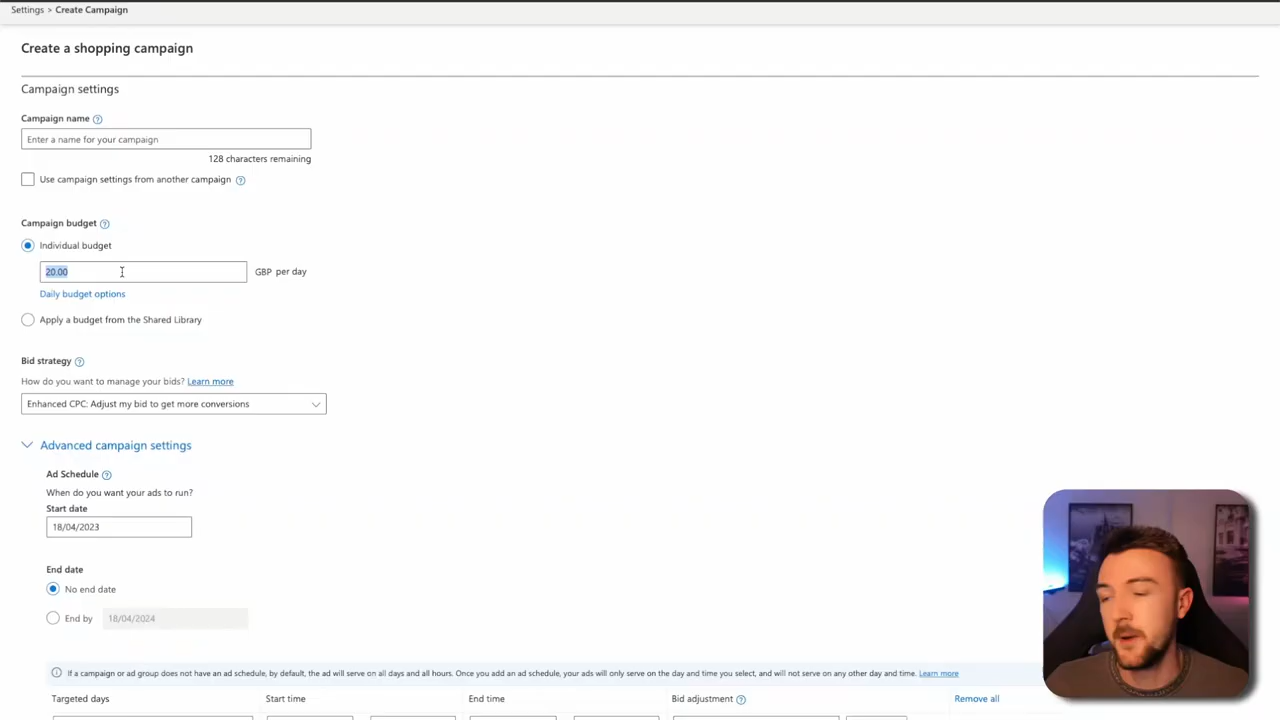 Settings > Create Campaign
Create a shopping campaign
Campaign settings
Campaign name
Enter a name for your campaign
128 characters remaining
Use campaign settings from another campaign
Campaign budget
Individual budget
20.00 GBP per day
Daily budget options
Apply a budget from the Shared Library
Bid strategy
How do you want to manage your bids? Learn more
Enhanced CPC: Adjust my bid to get more conversions
Advanced campaign settings
Ad Schedule
When do you want your ads to run?
Start date
18/04/2023
End date
No end date
End by 18/04/2024
If a campaign or ad group does not have an ad schedule, by default, the ad will serve on all days and all hours. Once you add an ad schedule, your ads will only serve on the day and time you select, and will not serve on any other day and time. Learn more
Targeted days Start time End time Bid adjustment Remove all